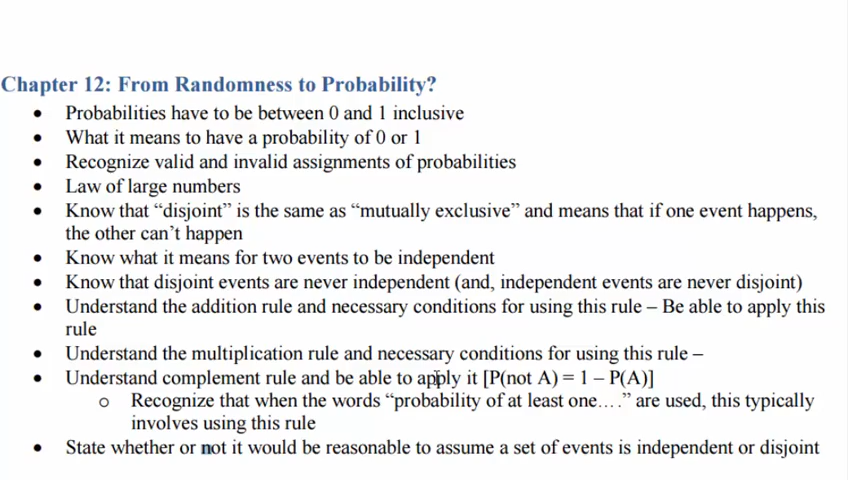 Chapter 12: From Randomness to Probability?
• Probabilities have to be between 0 and 1 inclusive
• What it means to have a probability of 0 or 1
• Recognize valid and invalid assignments of probabilities
• Law of large numbers
• Know that “disjoint” is the same as “mutually exclusive” and means that if one event happens,
the other can’t happen
• Know what it means for two events to be independent
• Know that disjoint events are never independent (and, independent events are never disjoint)
• Understand the addition rule and necessary conditions for using this rule – Be able to apply this
rule
• Understand the multiplication rule and necessary conditions for using this rule –
• Understand complement rule and be able to apply it [P(not A) = 1 – P(A)]
o Recognize that when the words “probability of at least one….” are used, this typically
involves using this rule
• State whether or not it would be reasonable to assume a set of events is independent or disjoint